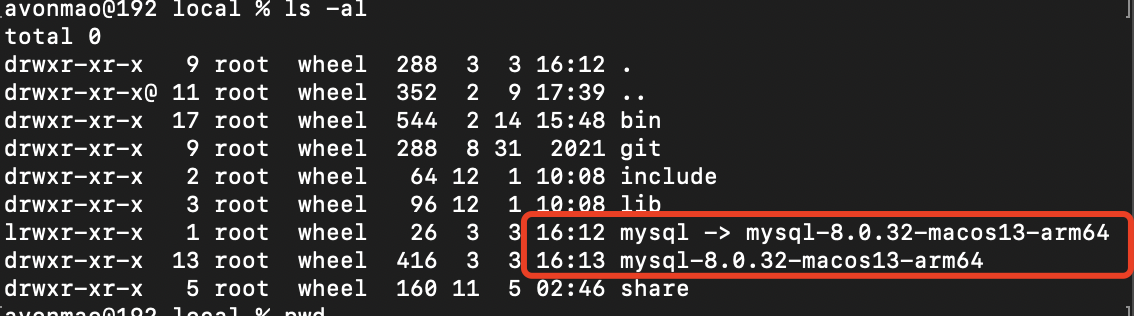 avonmao@192 local % ls -al
total 0
drwxr-xr-x   9 root  wheel  288  3  3 16:12 .
drwxr-xr-x@ 11 root  wheel  352  2  9 17:39 ..
drwxr-xr-x  17 root  wheel  544  2 14 15:48 bin
drwxr-xr-x   9 root  wheel  288  8 31  2021 git
drwxr-xr-x   2 root  wheel   64 12  1 10:08 include
drwxr-xr-x   3 root  wheel   96 12  1 10:08 lib
lrwxr-xr-x   1 root  wheel   26  3  3 16:12 mysql -> mysql-8.0.32-macos13-arm64
drwxr-xr-x  13 root  wheel  416  3  3 16:13 mysql-8.0.32-macos13-arm64
drwxr-xr-x   5 root  wheel  160 11  5 02:46 share
avonmao@192 local % pwd